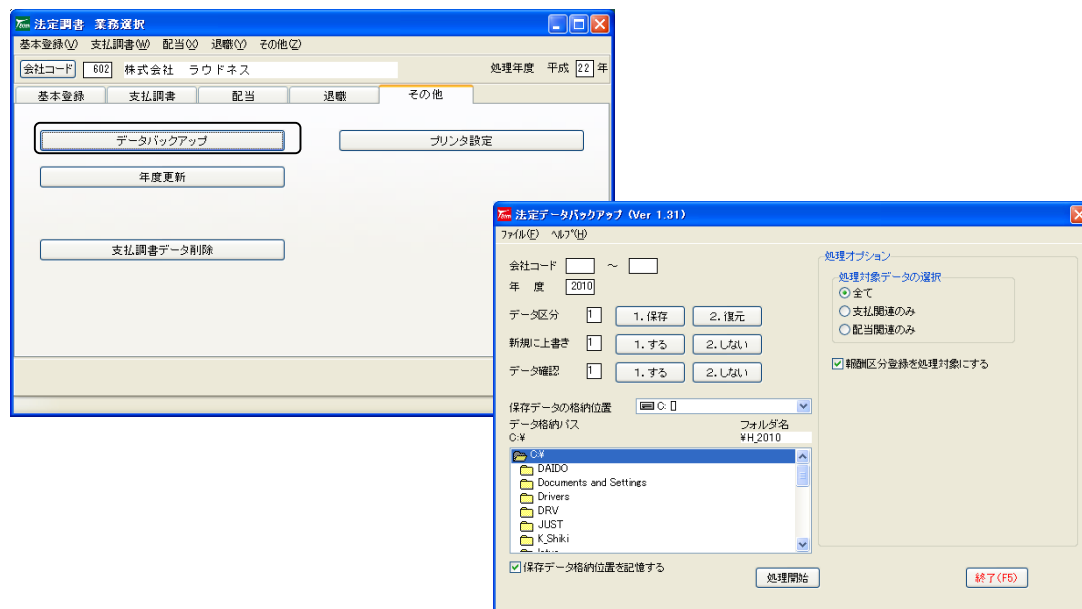 法定調書 業務選択
基本登録(V) 支払調書(W) 配当(X) 退職(Y) その他(Z)
会社コード 602 株式会社 ラウドネス 処理年度 平成 22 年
基本登録 支払調書 配当 退職 その他
データバックアップ プリンタ設定
年度更新
支払調書データ削除
法定データバックアップ (Ver 1.31)
ファイル(F) ヘルプ(H)
会社コード ～
年 度 2010
データ区分 1 1. 保存 2. 復元
新規に上書き 1 1. する 2. しない
データ確認 1 1. する 2. しない
保存データの格納位置 C: []
データ格納パス フォルダ名
C:¥ ¥H_2010
C:¥
DAIDO
Documents and Settings
Drivers
DRV
JUST
K_Shiki
保存データ格納位置を記憶する
処理オプション
処理対象データの選択
全て
支払関連のみ
配当関連のみ
報酬区分登録を処理対象にする
処理開始 終了(F5)